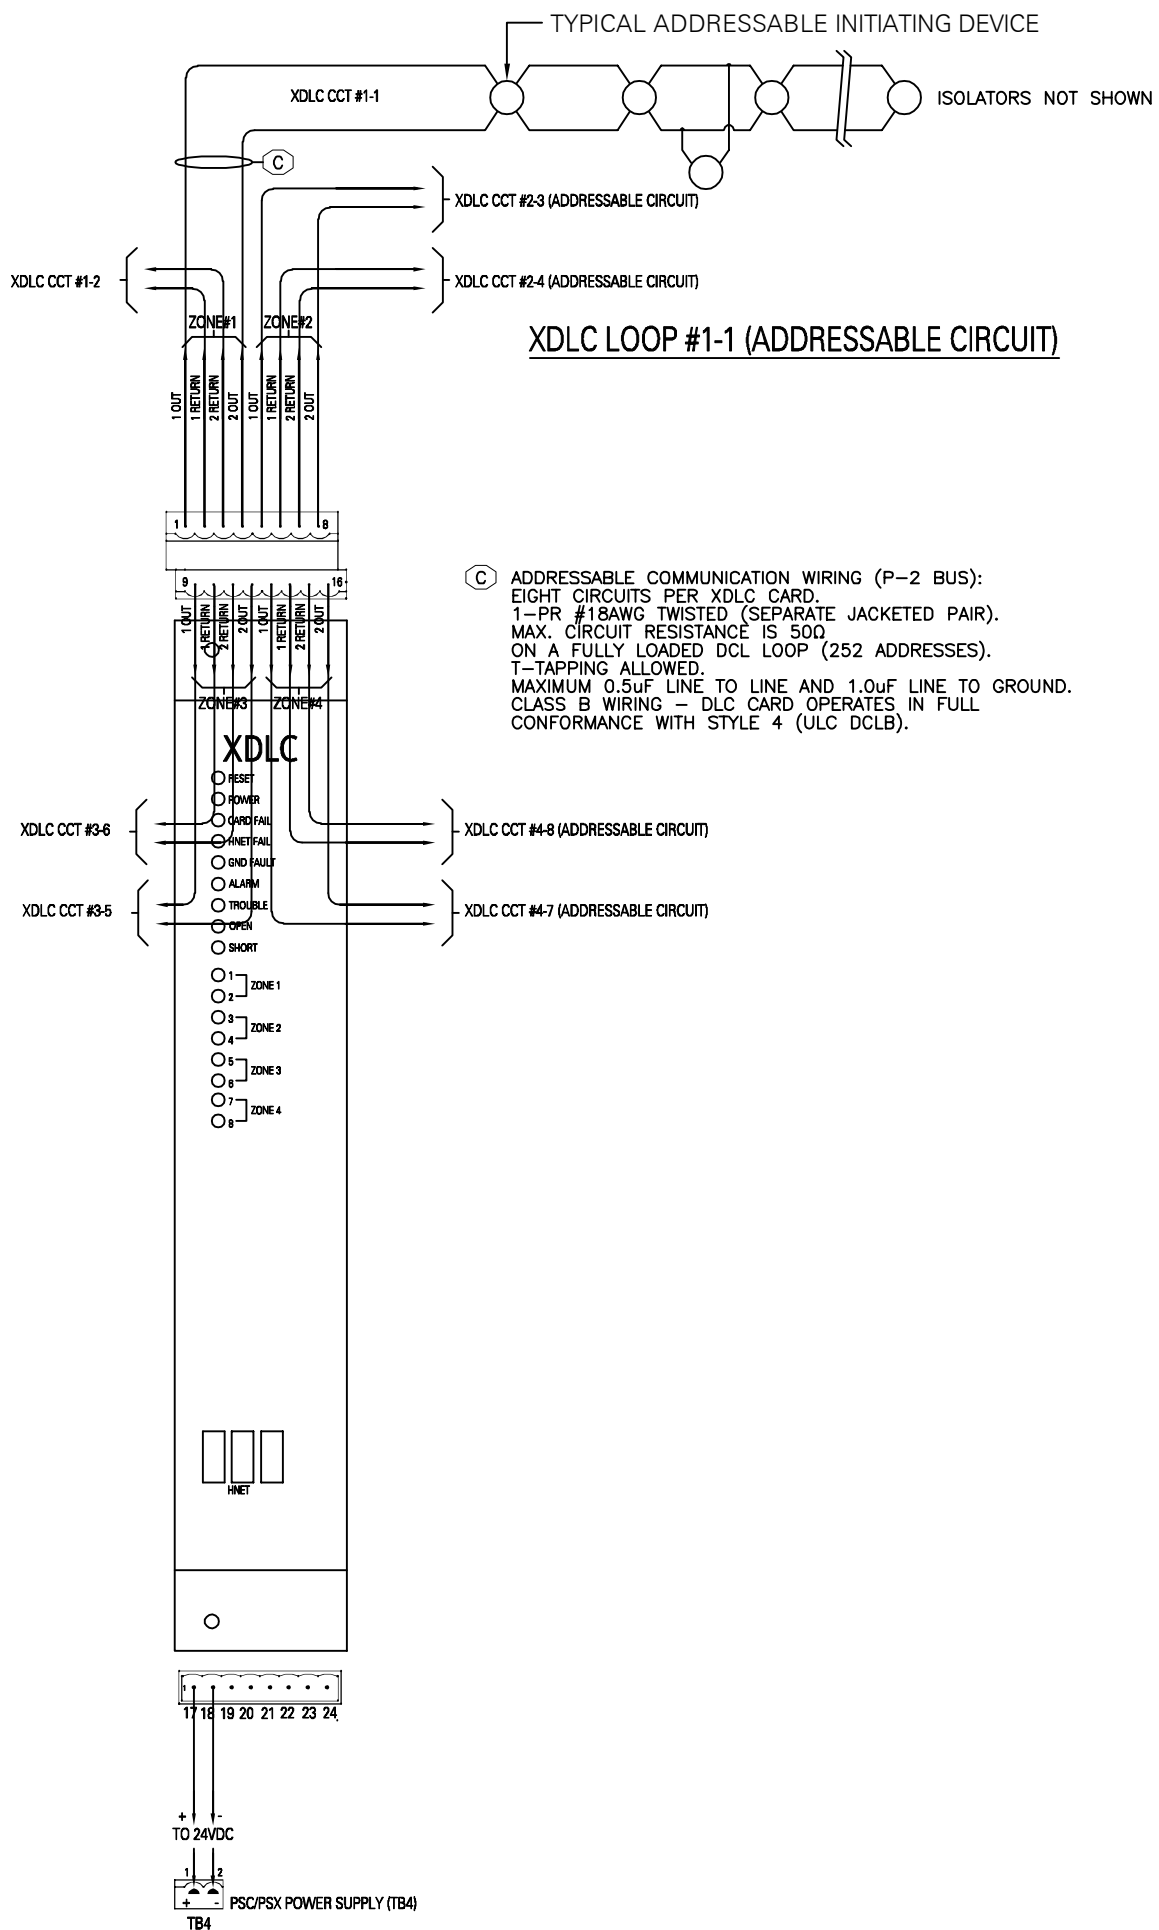 TYPICAL ADDRESSABLE INITIATING DEVICE
XDLC CCT #1-1
ISOLATORS NOT SHOWN
C
XDLC CCT #2-3 (ADDRESSABLE CIRCUIT)
XDLC CCT #1-2
XDLC CCT #2-4 (ADDRESSABLE CIRCUIT)
ZONE#1
ZONE#2
XDLC LOOP #1-1 (ADDRESSABLE CIRCUIT)
1 OUT
1 RETURN
2 RETURN
2 OUT
1 OUT
1 RETURN
2 RETURN
2 OUT
1
8
9
16
1 OUT
1 RETURN
2 RETURN
2 OUT
1 OUT
1 RETURN
2 RETURN
2 OUT
C
ADDRESSABLE COMMUNICATION WIRING (P-2 BUS):
EIGHT CIRCUITS PER XDLC CARD.
1-PR #18AWG TWISTED (SEPARATE JACKETED PAIR).
MAX. CIRCUIT RESISTANCE IS 50Ω
ON A FULLY LOADED DCL LOOP (252 ADDRESSES).
T-TAPPING ALLOWED.
MAXIMUM 0.5uF LINE TO LINE AND 1.0uF LINE TO GROUND.
CLASS B WIRING - DLC CARD OPERATES IN FULL
CONFORMANCE WITH STYLE 4 (ULC DCLB).
ZONE#3
ZONE#4
XDLC
RESET
POWER
CARD FAIL
HNET FAIL
GND FAULT
ALARM
TROUBLE
OPEN
SHORT
XDLC CCT #3-6
XDLC CCT #4-8 (ADDRESSABLE CIRCUIT)
XDLC CCT #3-5
XDLC CCT #4-7 (ADDRESSABLE CIRCUIT)
1
2
ZONE 1
3
4
ZONE 2
5
6
ZONE 3
7
8
ZONE 4
HNET
1
17 18 19 20 21 22 23 24
+ -
TO 24VDC
1 2
+ -
PSC/PSX POWER SUPPLY (TB4)
TB4